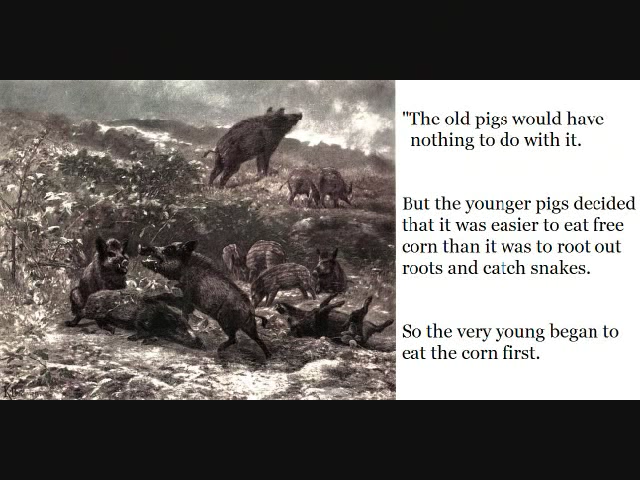 "The old pigs would have
nothing to do with it.
But the younger pigs decided
that it was easier to eat free
corn than it was to root out
roots and catch snakes.
So the very young began to
eat the corn first.